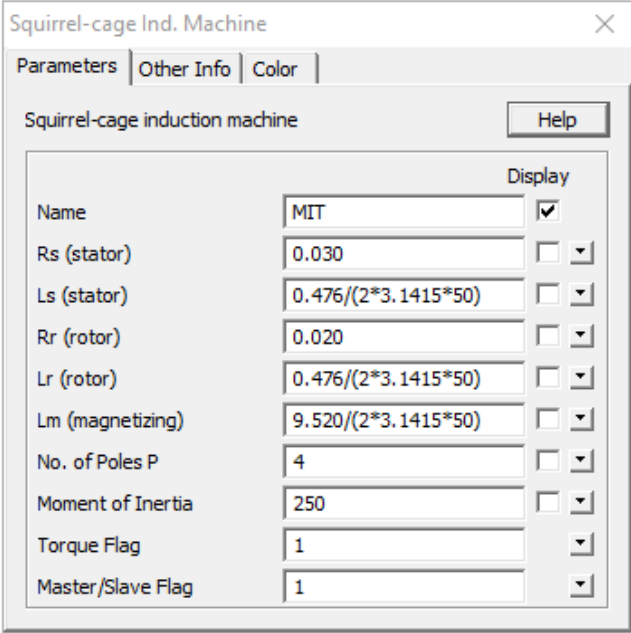 Squirrel-cage Ind. Machine
Parameters Other Info Color
Squirrel-cage induction machine Help
Display
Name MIT
Rs (stator) 0.030
Ls (stator) 0.476/(2*3.1415*50)
Rr (rotor) 0.020
Lr (rotor) 0.476/(2*3.1415*50)
Lm (magnetizing) 9.520/(2*3.1415*50)
No. of Poles P 4
Moment of Inertia 250
Torque Flag 1
Master/Slave Flag 1